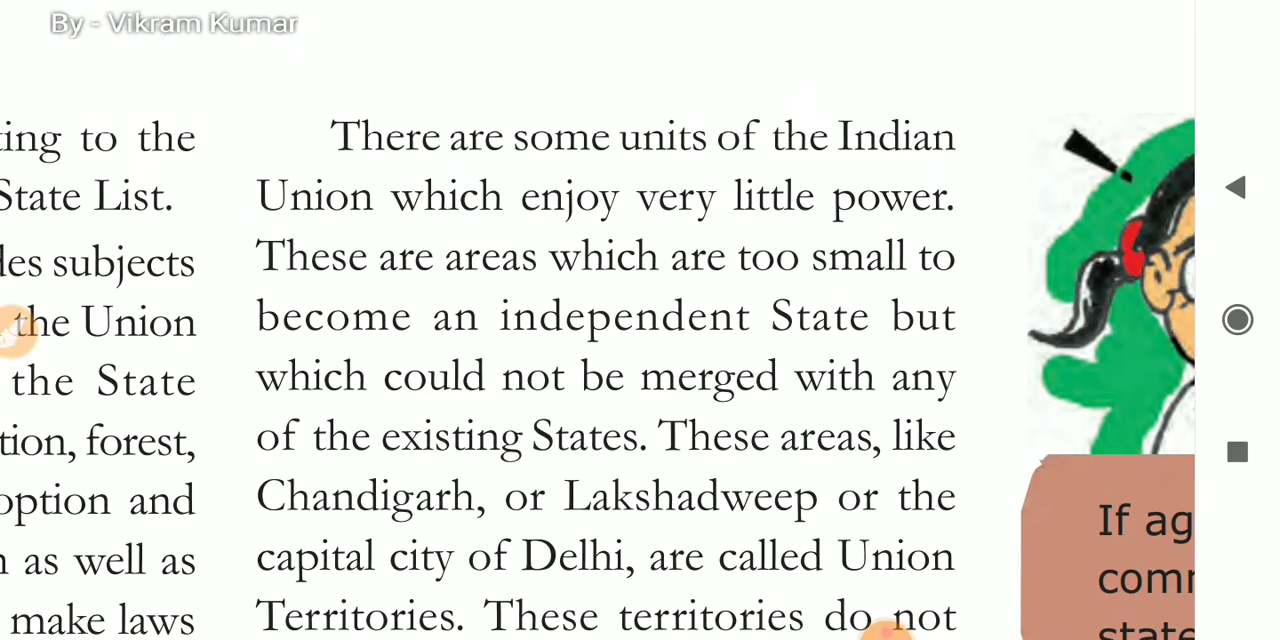 By - Vikram Kumar
ting to the
State List.
des subjects
the Union
the State
tion, forest,
option and
as well as
make laws
There are some units of the Indian
Union which enjoy very little power.
These are areas which are too small to
become an independent State but
which could not be merged with any
of the existing States. These areas, like
Chandigarh, or Lakshadweep or the
capital city of Delhi, are called Union
Territories. These territories do not
If ag
comm
state